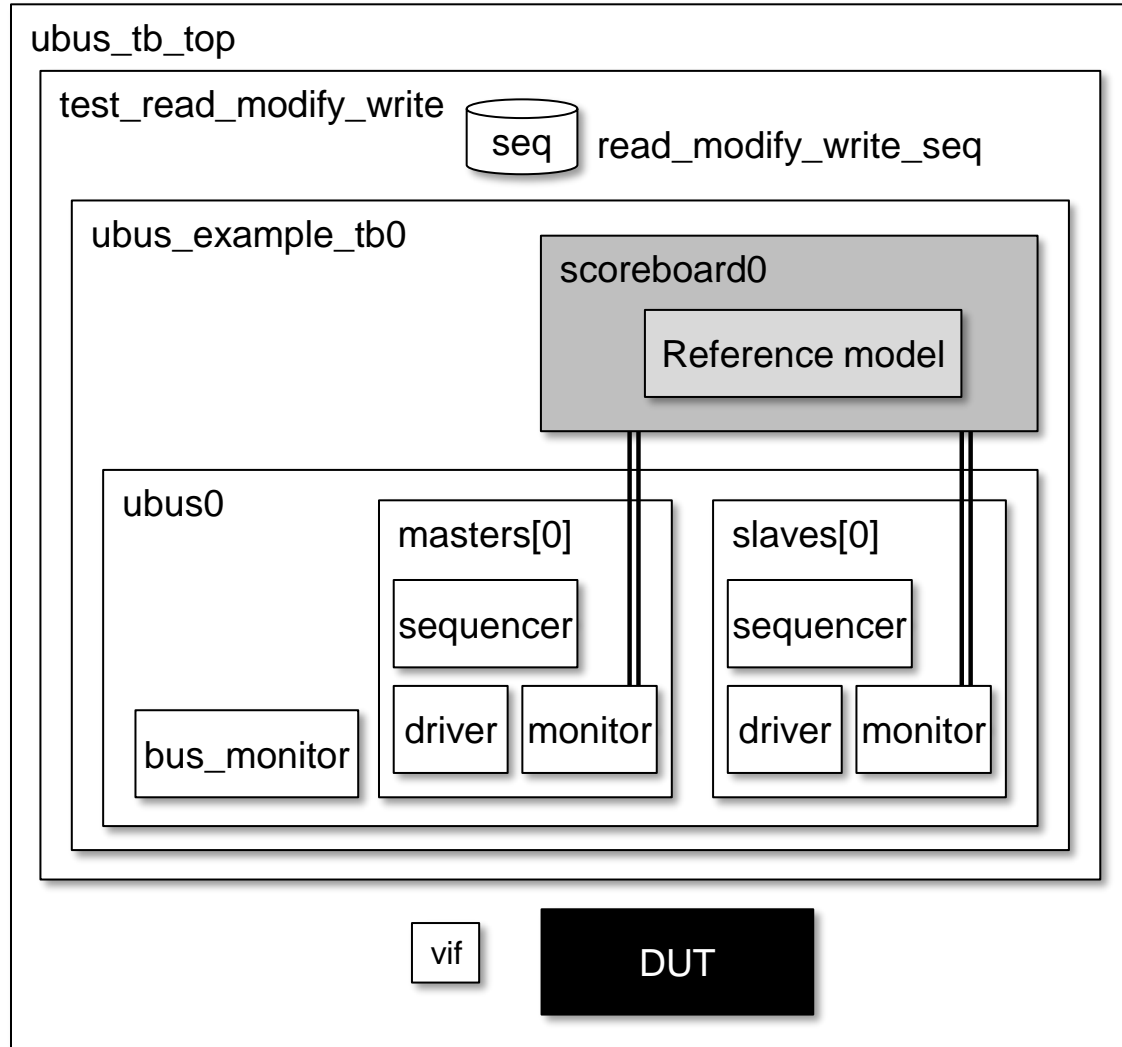 ubus_tb_top
test_read_modify_write
seq
read_modify_write_seq
ubus_example_tb0
scoreboard0
Reference model
ubus0
masters[0]
slaves[0]
sequencer
sequencer
driver
monitor
driver
monitor
bus_monitor
vif
DUT